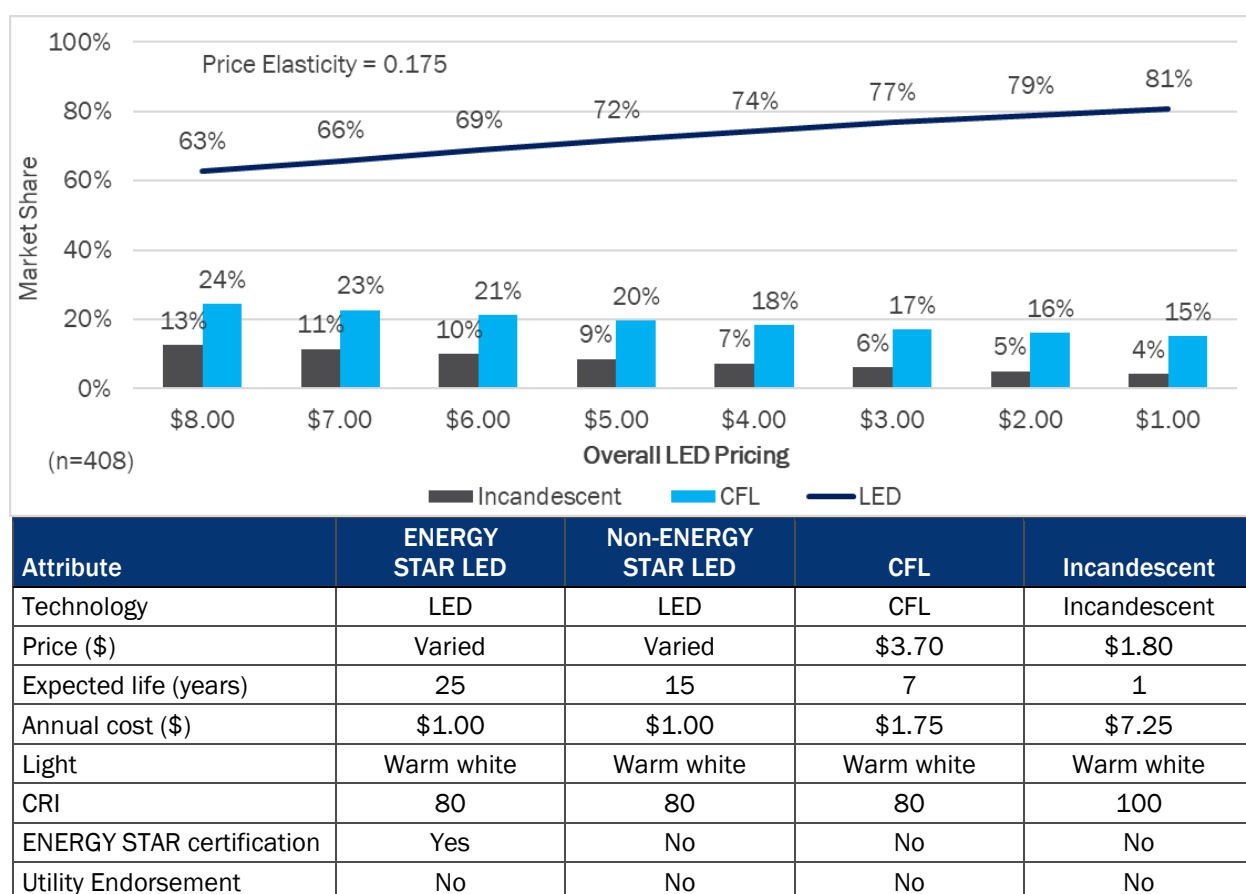 100%
Price Elasticity = 0.175
80%
60%
40%
20%
0%
Market Share
63% 66% 69% 72% 74% 77% 79% 81%
24% 23% 21% 20% 18% 17% 16% 15%
13% 11% 10% 9% 7% 6% 5% 4%
$8.00 $7.00 $6.00 $5.00 $4.00 $3.00 $2.00 $1.00
(n=408)
Overall LED Pricing
Incandescent CFL LED
Attribute ENERGY STAR LED Non-ENERGY STAR LED CFL Incandescent
Technology LED LED CFL Incandescent
Price ($) Varied Varied $3.70 $1.80
Expected life (years) 25 15 7 1
Annual cost ($) $1.00 $1.00 $1.75 $7.25
Light Warm white Warm white Warm white Warm white
CRI 80 80 80 100
ENERGY STAR certification Yes No No No
Utility Endorsement No No No No